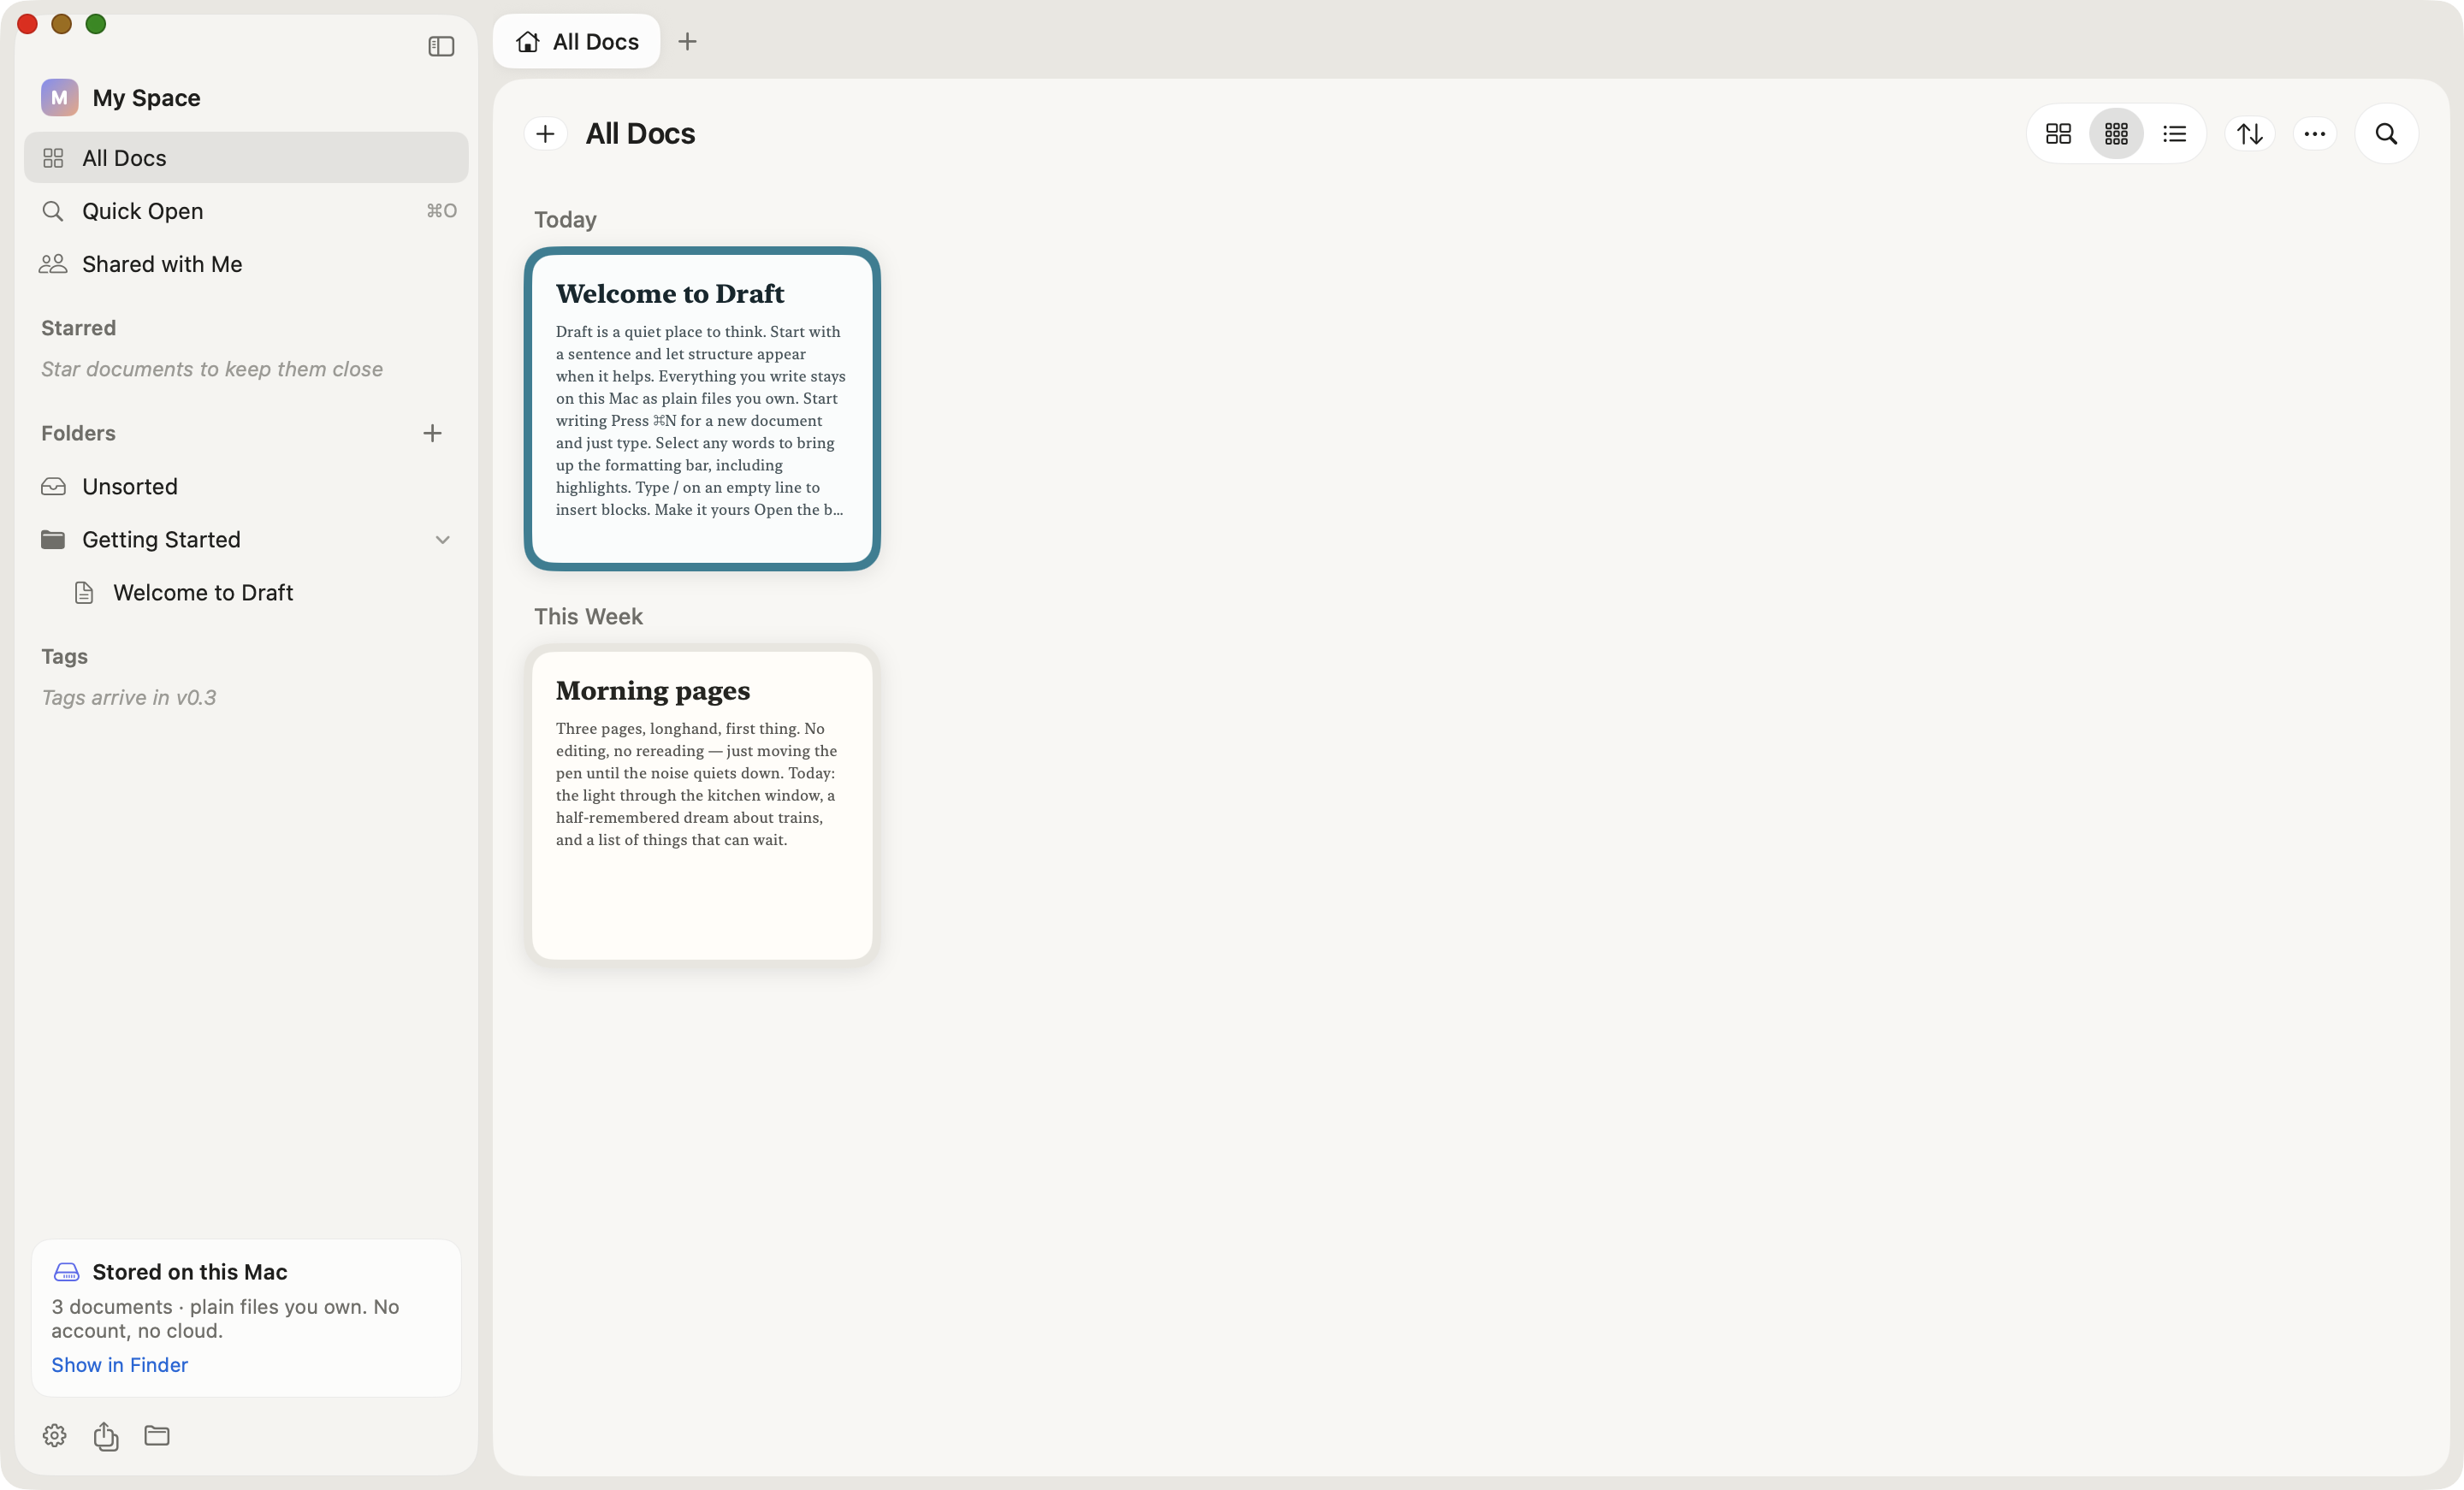 All Docs
M My Space
All Docs
Quick Open ⌘O
Shared with Me
Starred
Star documents to keep them close
Folders
Unsorted
Getting Started
Welcome to Draft
Tags
Tags arrive in v0.3
Stored on this Mac
3 documents · plain files you own. No
account, no cloud.
Show in Finder
All Docs
Today
Welcome to Draft
Draft is a quiet place to think. Start with
a sentence and let structure appear
when it helps. Everything you write stays
on this Mac as plain files you own. Start
writing Press ⌘N for a new document
and just type. Select any words to bring
up the formatting bar, including
highlights. Type / on an empty line to
insert blocks. Make it yours Open the b...
This Week
Morning pages
Three pages, longhand, first thing. No
editing, no rereading — just moving the
pen until the noise quiets down. Today:
the light through the kitchen window, a
half-remembered dream about trains,
and a list of things that can wait.